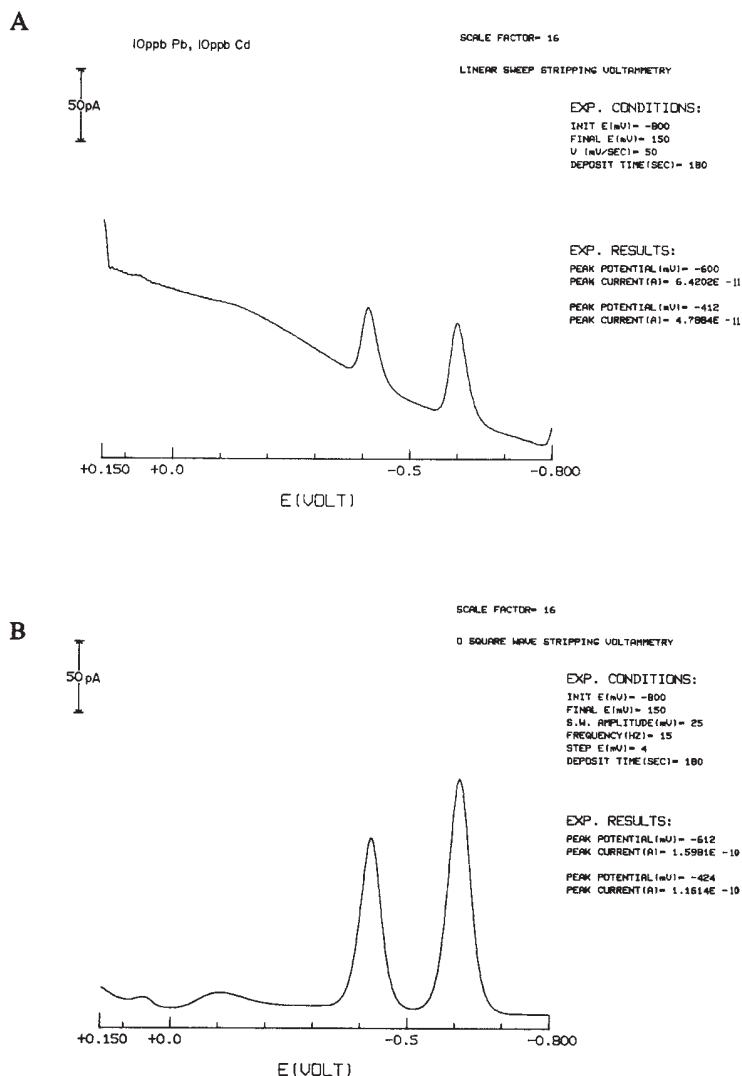 A
10ppb Pb, 10ppb Cd
SCALE FACTOR= 16
LINEAR SWEEP STRIPPING VOLTAMMETRY
50pA
EXP. CONDITIONS:
INIT E(mV)= -800
FINAL E(mV)= 150
V (mV/SEC)= 50
DEPOSIT TIME(SEC)= 180
EXP. RESULTS:
PEAK POTENTIAL(mV)= -600
PEAK CURRENT(A)= 6.4202E -11
PEAK POTENTIAL(mV)= -412
PEAK CURRENT(A)= 4.7884E -11
+0.150 +0.0 -0.5 -0.800
E(VOLT)
B
SCALE FACTOR= 16
O SQUARE WAVE STRIPPING VOLTAMMETRY
50pA
EXP. CONDITIONS:
INIT E(mV)= -800
FINAL E(mV)= 150
S.W. AMPLITUDE(mV)= 25
FREQUENCY(HZ)= 15
STEP E(mV)= 4
DEPOSIT TIME(SEC)= 180
EXP. RESULTS:
PEAK POTENTIAL(mV)= -612
PEAK CURRENT(A)= 1.5981E -10
PEAK POTENTIAL(mV)= -424
PEAK CURRENT(A)= 1.1614E -10
+0.150 +0.0 -0.5 -0.800
E(VOLT)